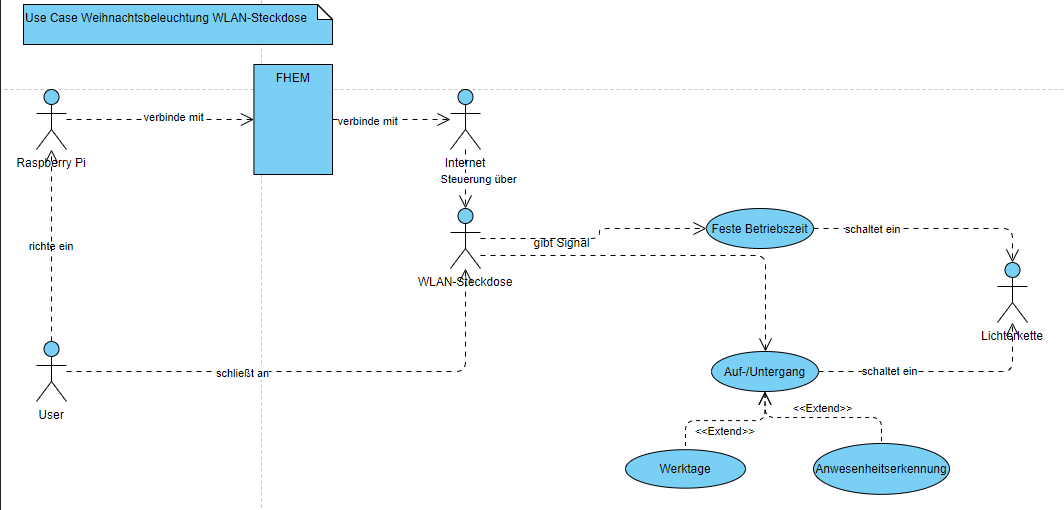 Use Case Weihnachtsbeleuchtung WLAN-Steckdose
FHEM
verbinde mit
verbinde mit
Raspberry Pi
Internet
Steuerung über
richte ein
gibt Signal
Feste Betriebszeit
schaltet ein
WLAN-Steckdose
Lichterkette
schließt an
User
Auf-/Untergang
schaltet ein
<<Extend>>
<<Extend>>
Werktage
Anwesenheitserkennung